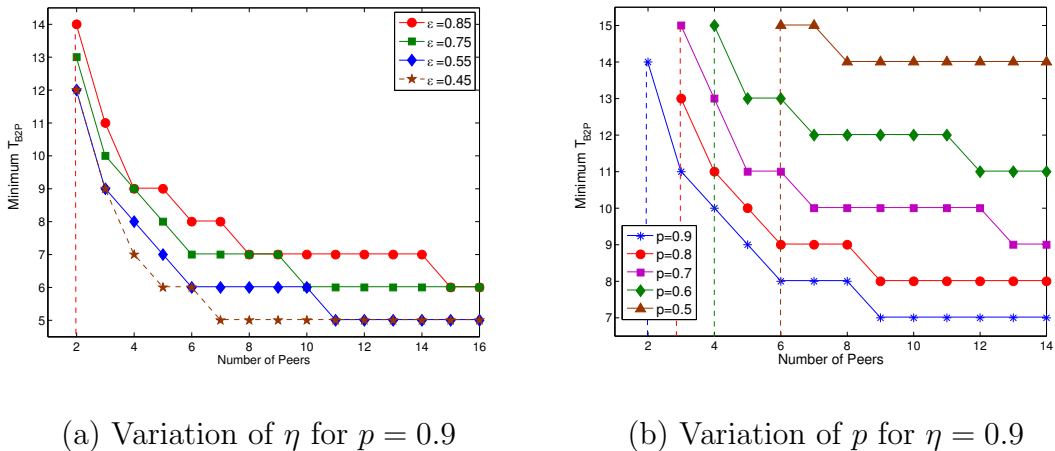 14
13
12
11
10
9
8
7
6
5
Minimum T_B2P
2
4
6
8
10
12
14
16
Number of Peers
ε =0.85
ε =0.75
ε =0.55
ε =0.45
(a) Variation of η for p = 0.9
15
14
13
12
11
10
9
8
7
Minimum T_B2P
p=0.9
p=0.8
p=0.7
p=0.6
p=0.5
2
4
6
8
10
12
14
Number of Peers
(b) Variation of p for η = 0.9